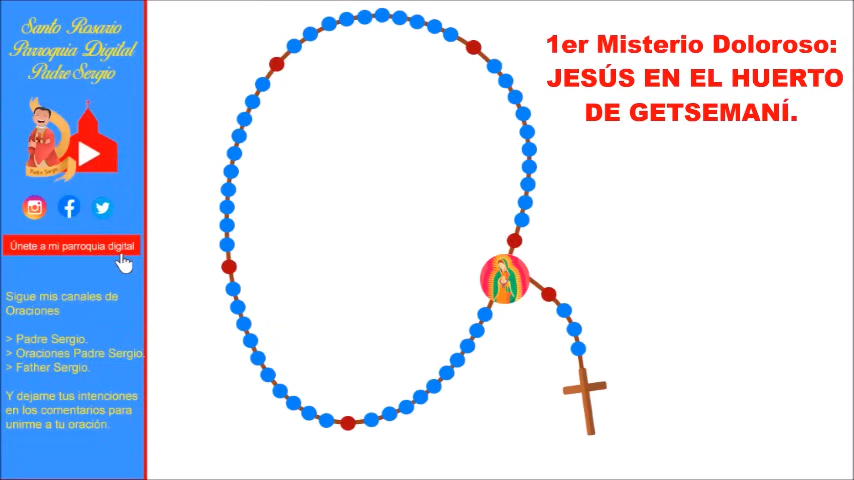 Santo Rosario
Parroquia Digital
Padre Sergio
Padre Sergio
Únete a mi parroquia digital
Sigue mis canales de
Oraciones
> Padre Sergio.
> Oraciones Padre Sergio.
> Father Sergio.
Y dejame tus intenciones
en los comentarios para
unirme a tu oración.
1er Misterio Doloroso:
JESÚS EN EL HUERTO
DE GETSEMANÍ.